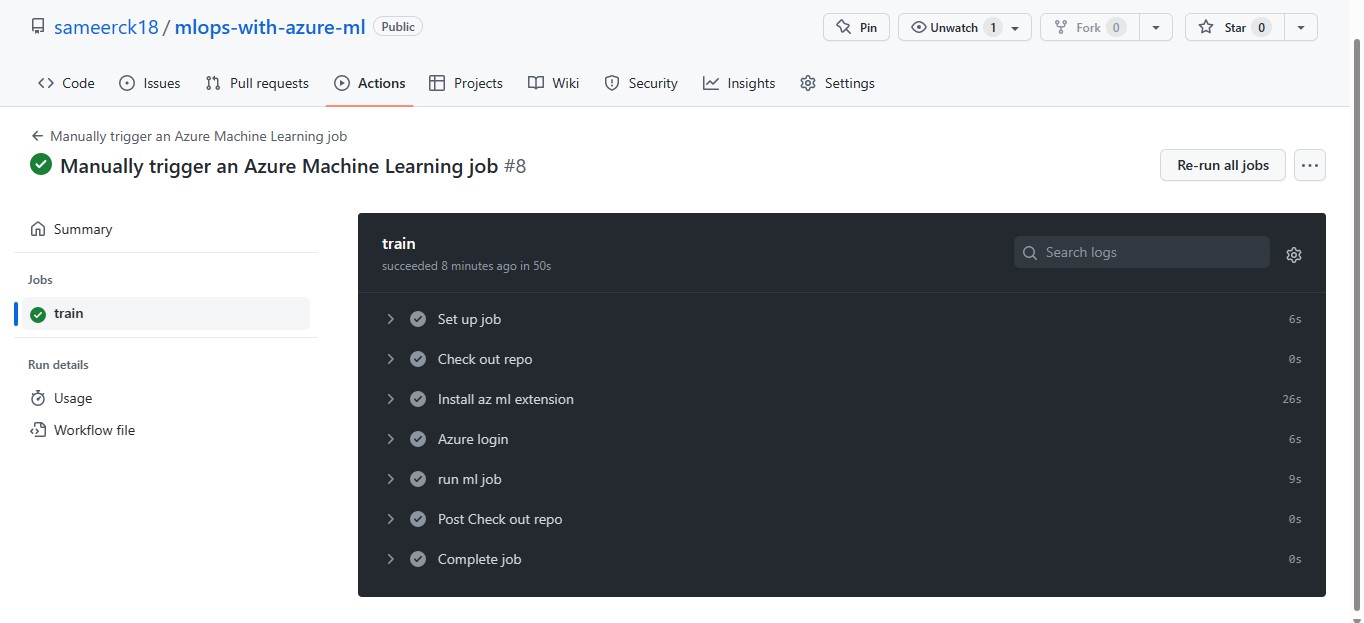 sameerck18 / mlops-with-azure-ml Public
Pin Unwatch 1 Fork 0 Star 0
Code Issues Pull requests Actions Projects Wiki Security Insights Settings
Manually trigger an Azure Machine Learning job
Manually trigger an Azure Machine Learning job #8
Re-run all jobs ...
Summary
Jobs
train
Run details
Usage
Workflow file
train
succeeded 8 minutes ago in 50s
Search logs
Set up job 6s
Check out repo 0s
Install az ml extension 26s
Azure login 6s
run ml job 9s
Post Check out repo 0s
Complete job 0s